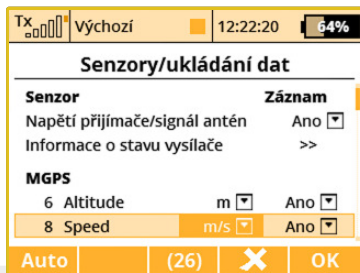 Tx Výchozí 12:22:20 64%
Senzory/ukládání dat
Senzor Záznam
Napětí přijímače/signál antén Ano
Informace o stavu vysílače >>
MGPS
6 Altitude m Ano
8 Speed m/s Ano
Auto (26) OK